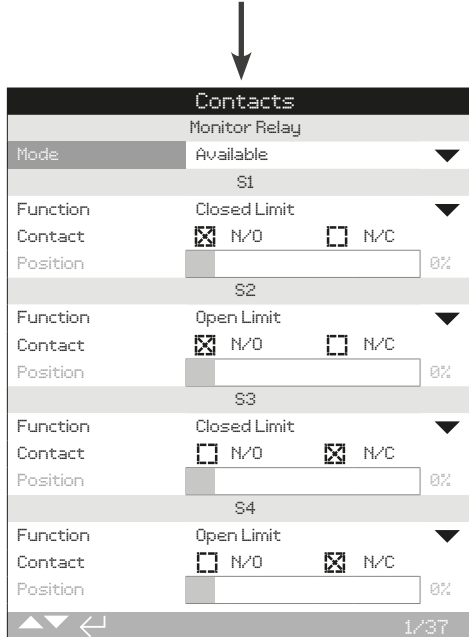 Contacts
Monitor Relay
Mode Available
S1
Function Closed Limit
Contact N/O N/C
Position 0%
S2
Function Open Limit
Contact N/O N/C
Position 0%
S3
Function Closed Limit
Contact N/O N/C
Position 0%
S4
Function Open Limit
Contact N/O N/C
Position 0%
1/37